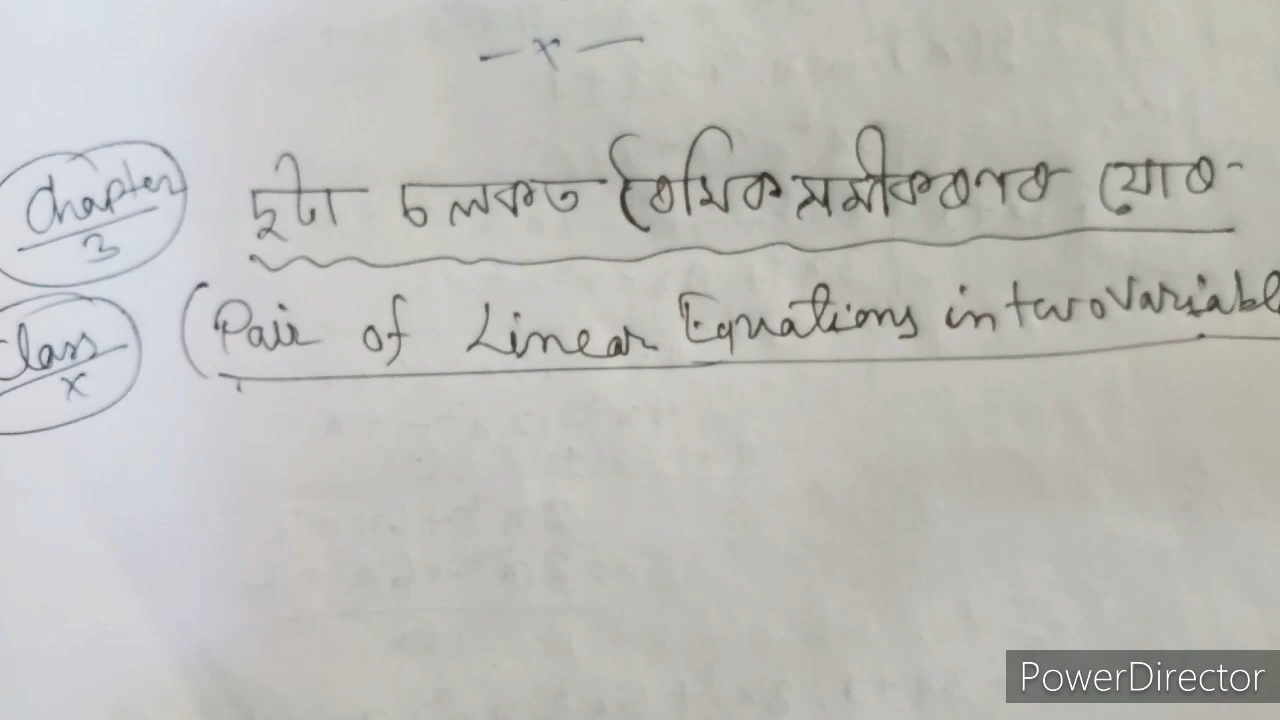 —x—
Chapter
3
দুটা চলকত ৰৈখিক সমীকৰণৰ যোৰ-
Class
X
(Pair of Linear Equations in two Variabl
PowerDirector